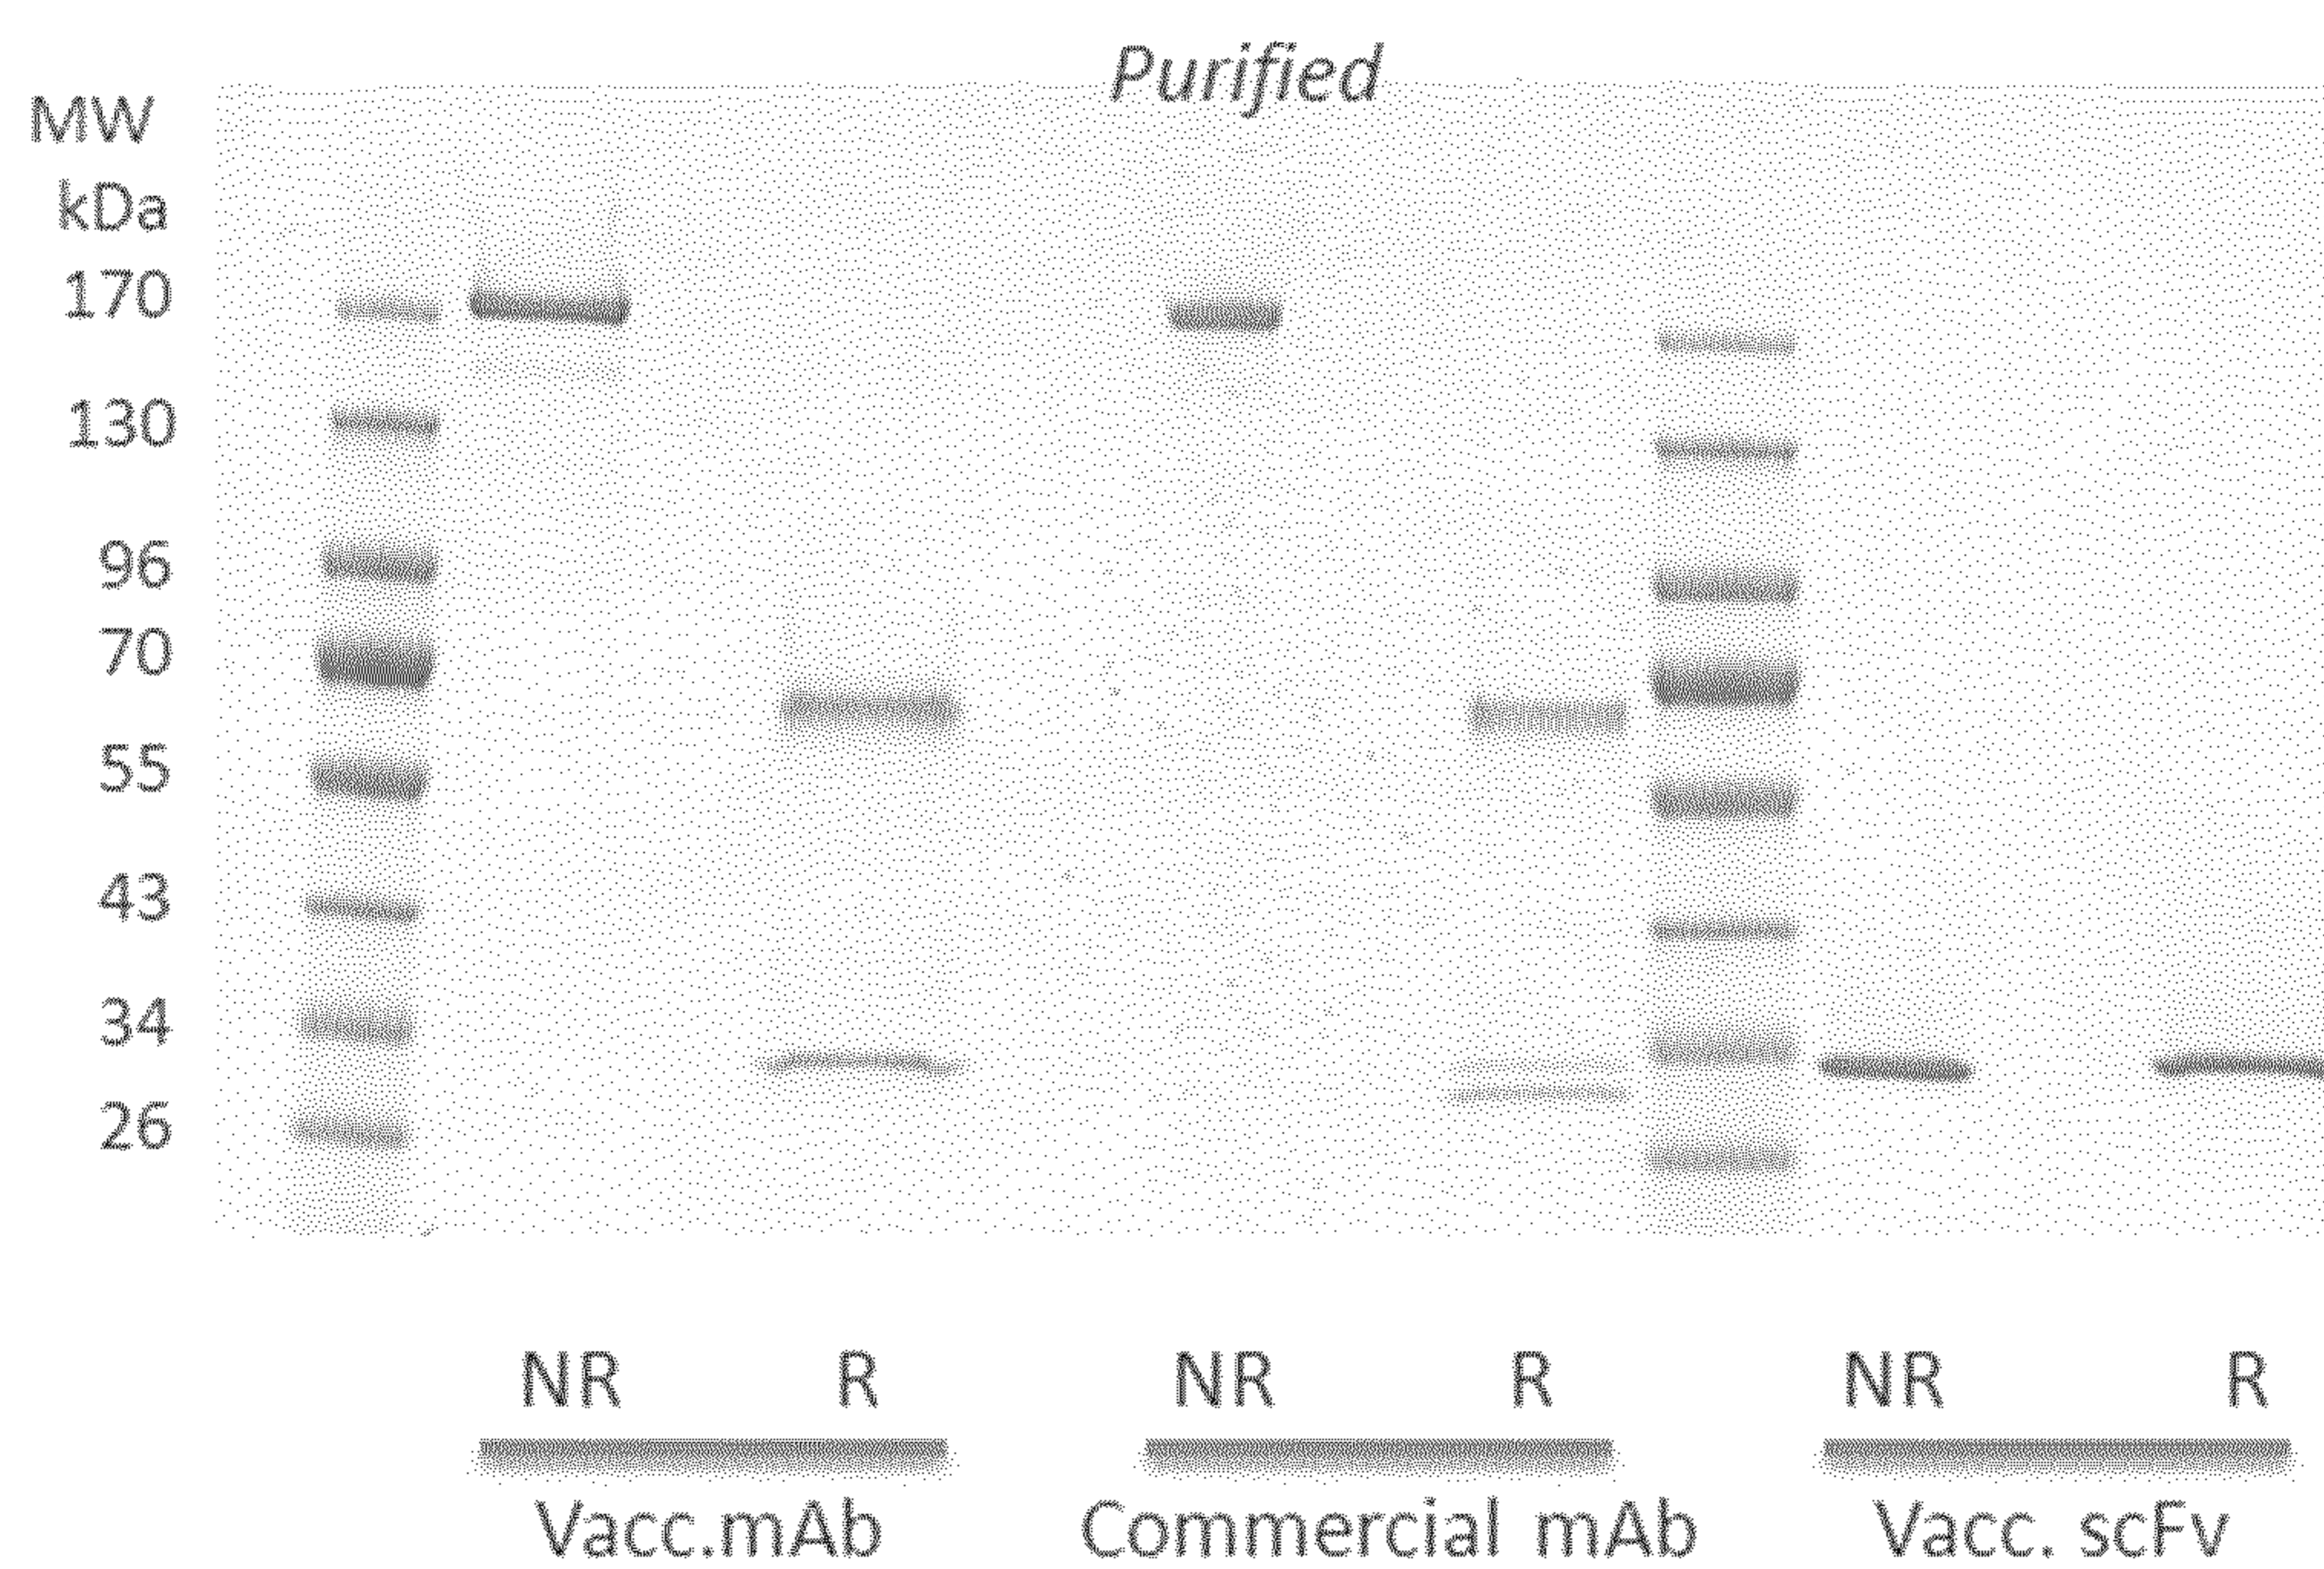 Purified
MW
kDa
170
130
96
70
55
43
34
26
NR R NR R NR R
Vacc.mAb Commercial mAb Vacc. scFv